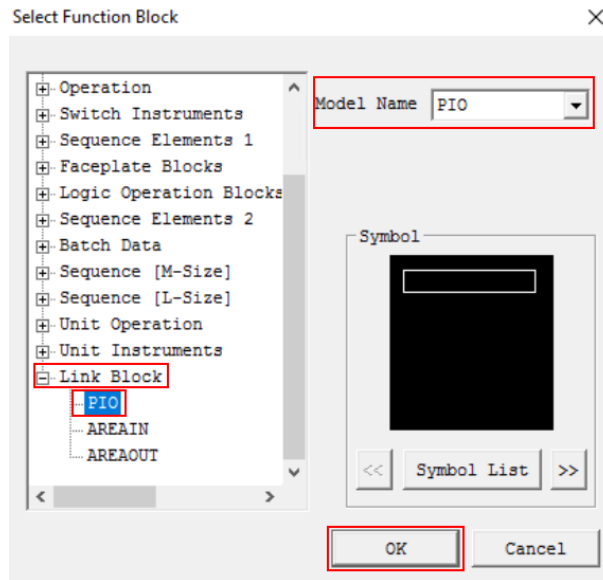 Select Function Block
Model Name PIO
Operation
Switch Instruments
Sequence Elements 1
Faceplate Blocks
Logic Operation Blocks
Sequence Elements 2
Batch Data
Sequence [M-Size]
Sequence [L-Size]
Unit Operation
Unit Instruments
Link Block
PIO
AREAIN
AREAOUT
Symbol
<< Symbol List >>
OK Cancel